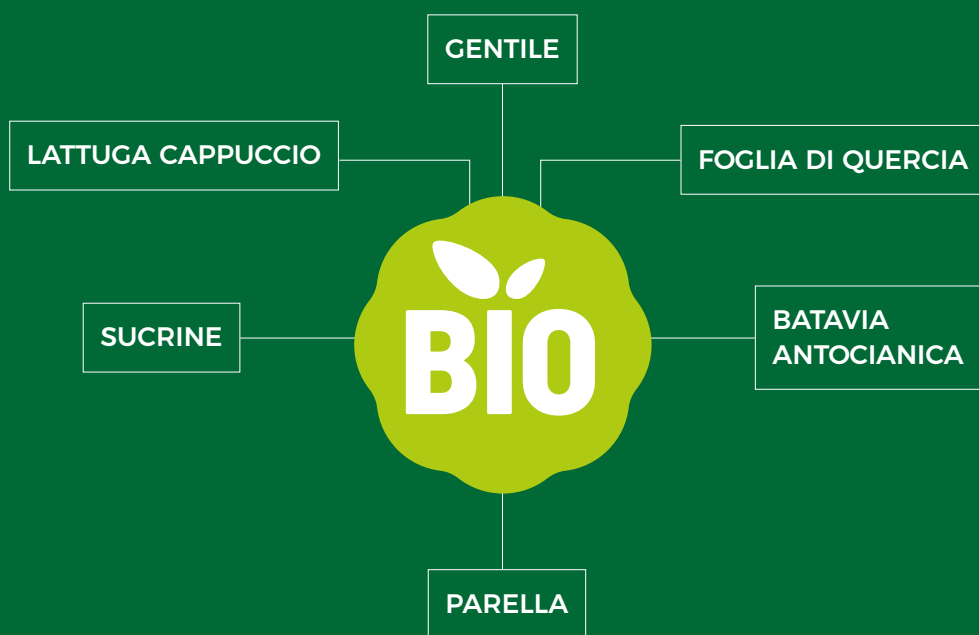 GENTILE
LATTUGA CAPPUCCIO
FOGLIA DI QUERCIA
SUCRINE
BIO
BATAVIA
ANTOCIANICA
PARELLA